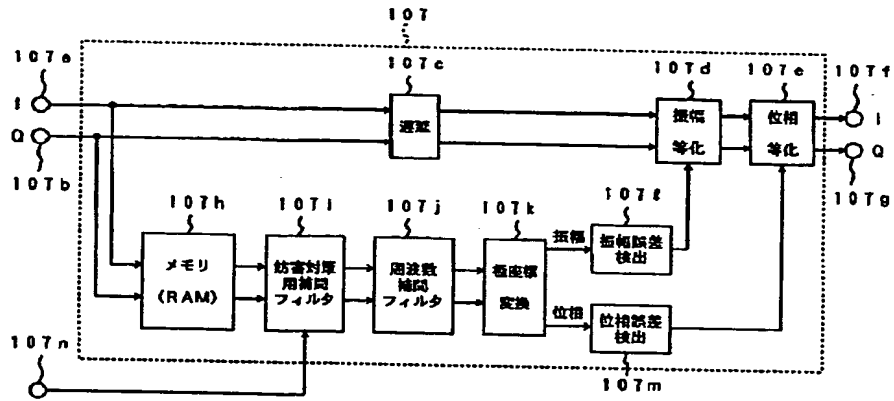 107
107a
107c
107d
107e
107f
I
遅延
振幅
等化
位相
等化
I
Q
Q
107b
107g
107h
107i
107j
107k
107ℓ
メモリ
(RAM)
妨害対策
用補間
フィルタ
周波数
補間
フィルタ
極座標
変換
振幅
振幅誤差
検出
位相
位相誤差
検出
107m
107n